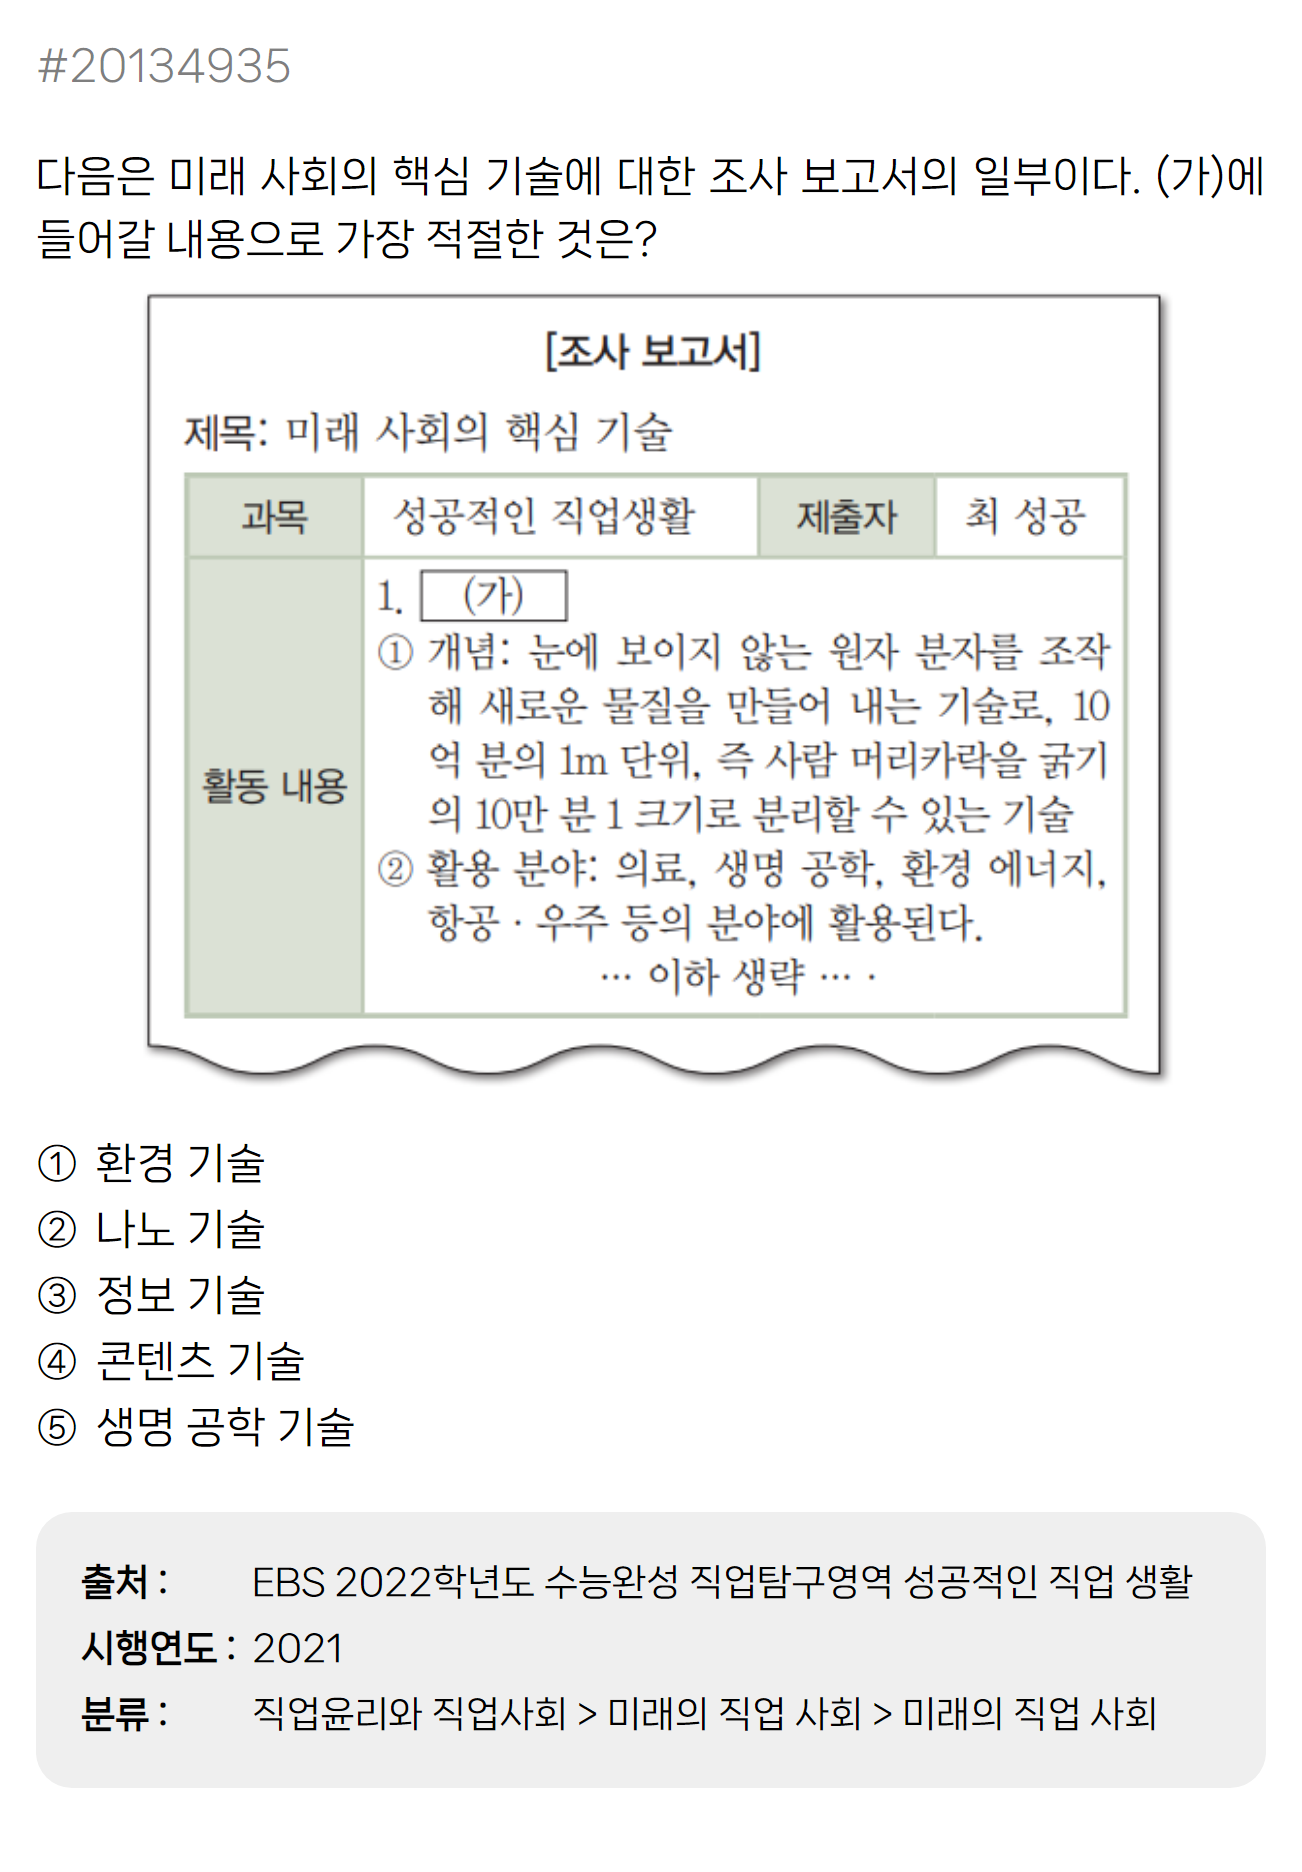 #20134935
다음은 미래 사회의 핵심 기술에 대한 조사 보고서의 일부이다. (가)에
들어갈 내용으로 가장 적절한 것은?
[조사 보고서]
제목: 미래 사회의 핵심 기술
과목 성공적인 직업생활 제출자 최 성공
활동 내용
1. (가)
① 개념: 눈에 보이지 않는 원자 분자를 조작
해 새로운 물질을 만들어 내는 기술로, 10
억 분의 1m 단위, 즉 사람 머리카락을 굵기
의 10만 분 1 크기로 분리할 수 있는 기술
② 활용 분야: 의료, 생명 공학, 환경 에너지,
항공 · 우주 등의 분야에 활용된다.
··· 이하 생략 ··· ·
① 환경 기술
② 나노 기술
③ 정보 기술
④ 콘텐츠 기술
⑤ 생명 공학 기술
출처 : EBS 2022학년도 수능완성 직업탐구영역 성공적인 직업 생활
시행연도 : 2021
분류 : 직업윤리와 직업사회 > 미래의 직업 사회 > 미래의 직업 사회